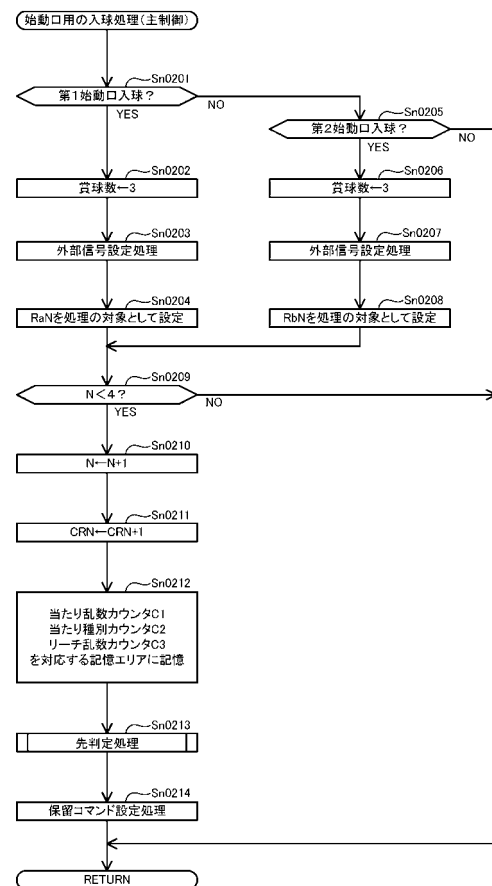 始動口用の入球処理(主制御)
Sn0201
第1始動口入球？
NO
YES
Sn0205
第2始動口入球？
NO
YES
Sn0202
賞球数←3
Sn0206
賞球数←3
Sn0203
外部信号設定処理
Sn0207
外部信号設定処理
Sn0204
RaNを処理の対象として設定
Sn0208
RbNを処理の対象として設定
Sn0209
N＜4？
NO
YES
Sn0210
N←N+1
Sn0211
CRN←CRN+1
Sn0212
当たり乱数カウンタC1
当たり種別カウンタC2
リーチ乱数カウンタC3
を対応する記憶エリアに記憶
Sn0213
先判定処理
Sn0214
保留コマンド設定処理
RETURN